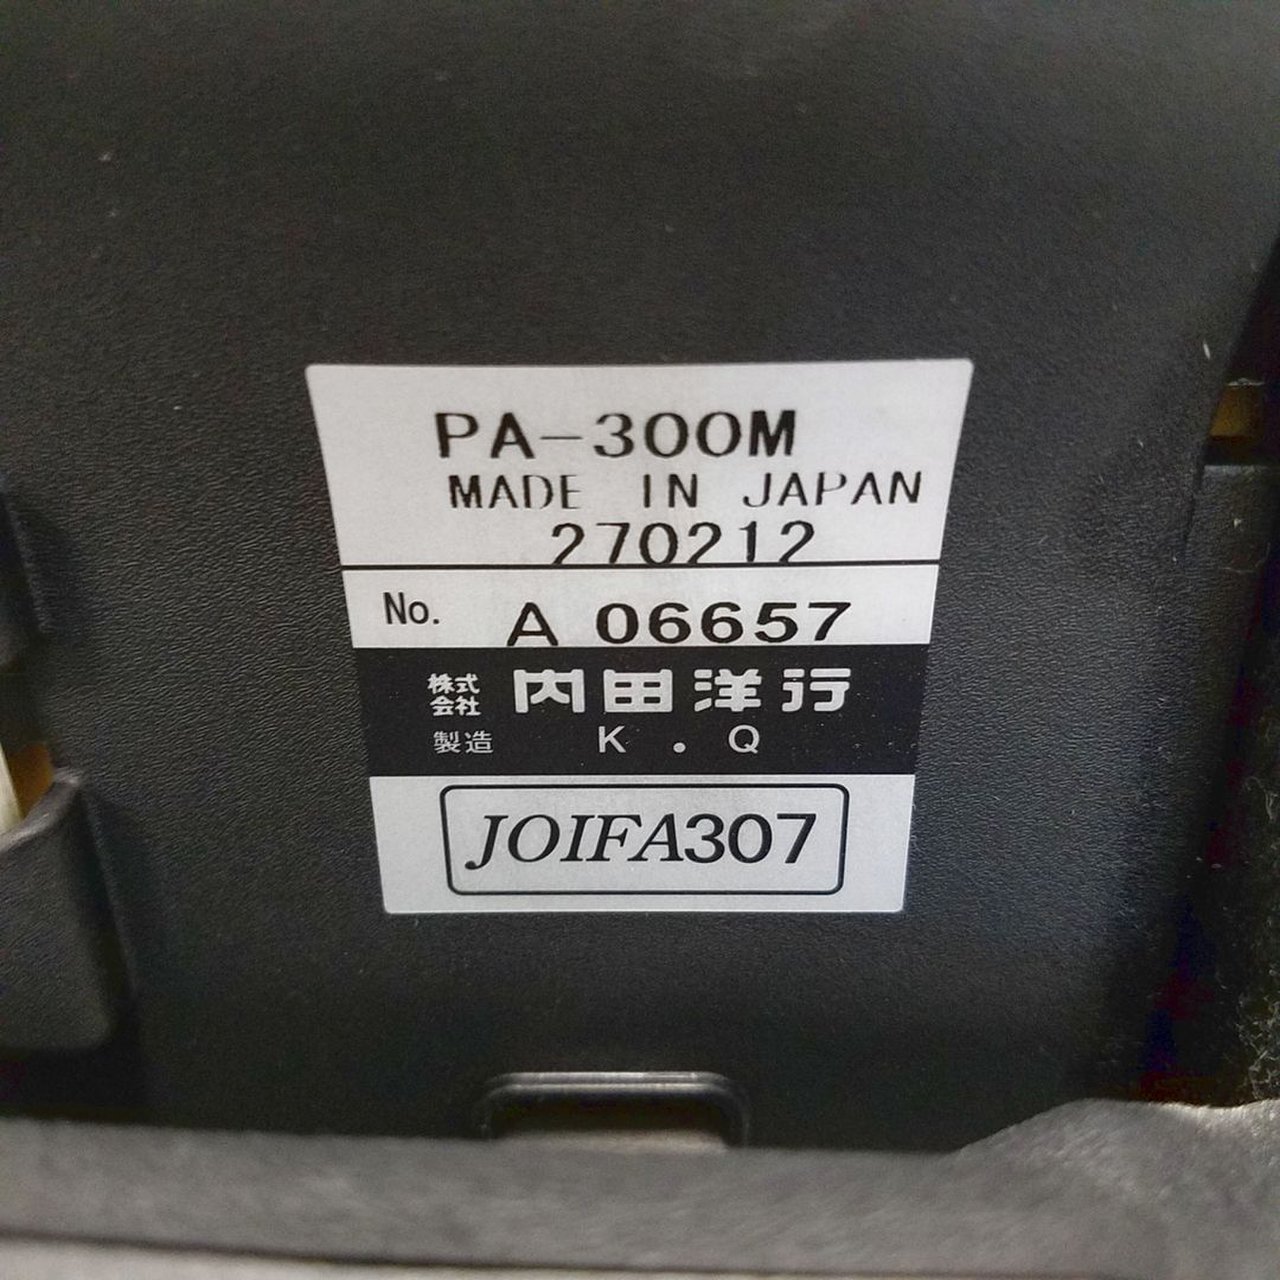 PA-300M
MADE IN JAPAN
270212
No. A 06657
株式会社 内田洋行
製造 K.Q
JOIFA307